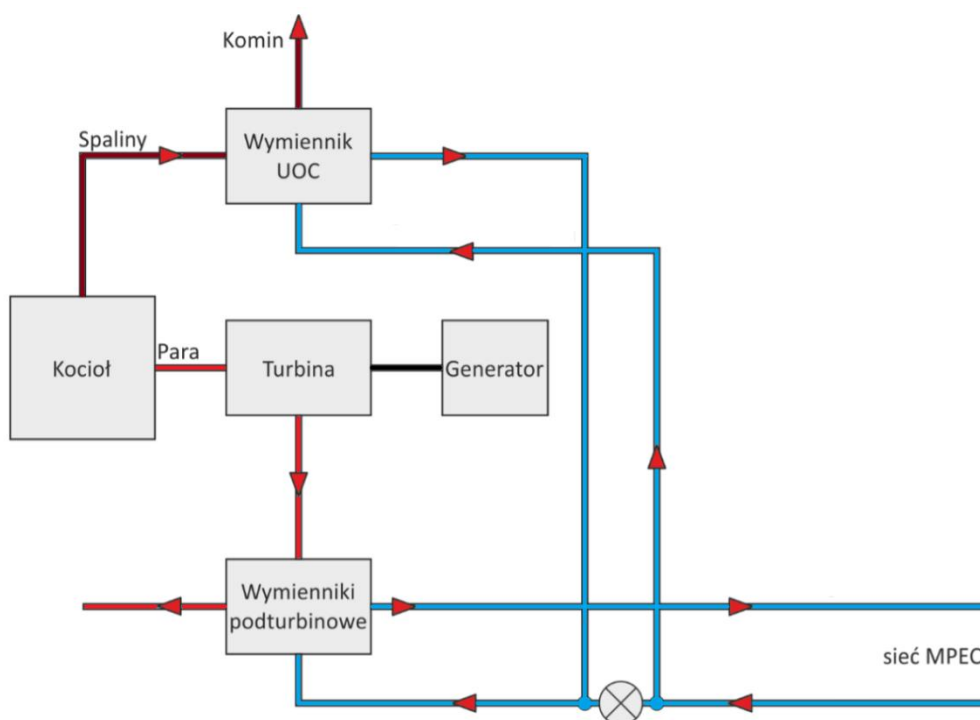 Komin
Spaliny
Wymiennik
UOC
Kocioł
Para
Turbina
Generator
Wymienniki
podturbinowe
sieć MPEC